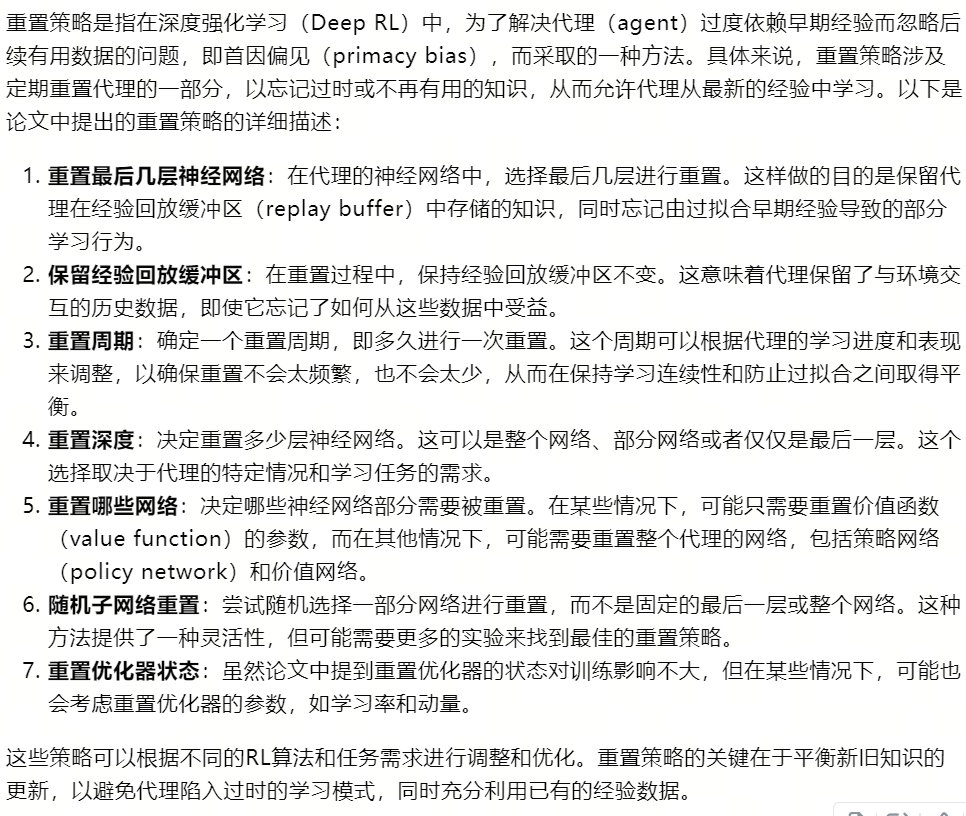 重置策略是指在深度强化学习（Deep RL）中，为了解决代理（agent）过度依赖早期经验而忽略后
续有用数据的问题，即首因偏见（primacy bias），而采取的一种方法。具体来说，重置策略涉及
定期重置代理的一部分，以忘记过时或不再有用的知识，从而允许代理从最新的经验中学习。以下是
论文中提出的重置策略的详细描述：
1. 重置最后几层神经网络：在代理的神经网络中，选择最后几层进行重置。这样做的目的是保留代
理在经验回放缓冲区（replay buffer）中存储的知识，同时忘记由过拟合早期经验导致的部分
学习行为。
2. 保留经验回放缓冲区：在重置过程中，保持经验回放缓冲区不变。这意味着代理保留了与环境交
互的历史数据，即使它忘记了如何从这些数据中受益。
3. 重置周期：确定一个重置周期，即多久进行一次重置。这个周期可以根据代理的学习进度和表现
来调整，以确保重置不会太频繁，也不会太少，从而在保持学习连续性和防止过拟合之间取得平
衡。
4. 重置深度：决定重置多少层神经网络。这可以是整个网络、部分网络或者仅仅是最后一层。这个
选择取决于代理的特定情况和学习任务的需求。
5. 重置哪些网络：决定哪些神经网络部分需要被重置。在某些情况下，可能只需要重置价值函数
（value function）的参数，而在其他情况下，可能需要重置整个代理的网络，包括策略网络
（policy network）和价值网络。
6. 随机子网络重置：尝试随机选择一部分网络进行重置，而不是固定的最后一层或整个网络。这种
方法提供了一种灵活性，但可能需要更多的实验来找到最佳的重置策略。
7. 重置优化器状态：虽然论文中提到重置优化器的状态对训练影响不大，但在某些情况下，可能也
会考虑重置优化器的参数，如学习率和动量。
这些策略可以根据不同的RL算法和任务需求进行调整和优化。重置策略的关键在于平衡新旧知识的
更新，以避免代理陷入过时的学习模式，同时充分利用已有的经验数据。